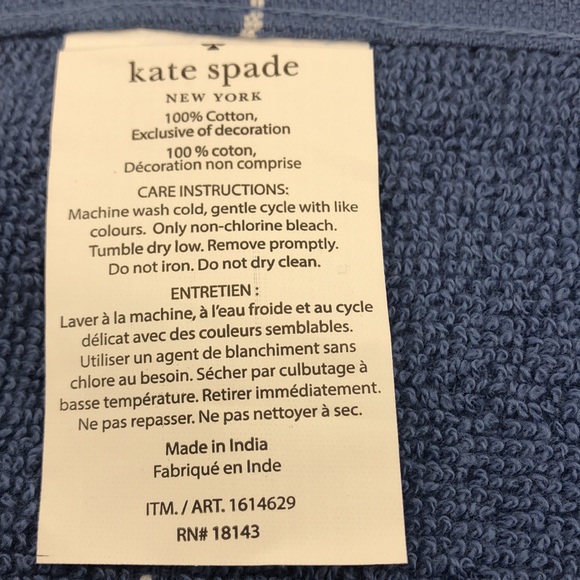 kate spade
NEW YORK
100% Cotton,
Exclusive of decoration
100 % coton,
Décoration non comprise
CARE INSTRUCTIONS:
Machine wash cold, gentle cycle with like
colours. Only non-chlorine bleach.
Tumble dry low. Remove promptly.
Do not iron. Do not dry clean.
ENTRETIEN :
Laver à la machine, à l'eau froide et au cycle
délicat avec des couleurs semblables.
Utiliser un agent de blanchiment sans
chlore au besoin. Sécher par culbutage à
basse température. Retirer immédiatement.
Ne pas repasser. Ne pas nettoyer à sec.
Made in India
Fabriqué en Inde
ITM. / ART. 1614629
RN# 18143